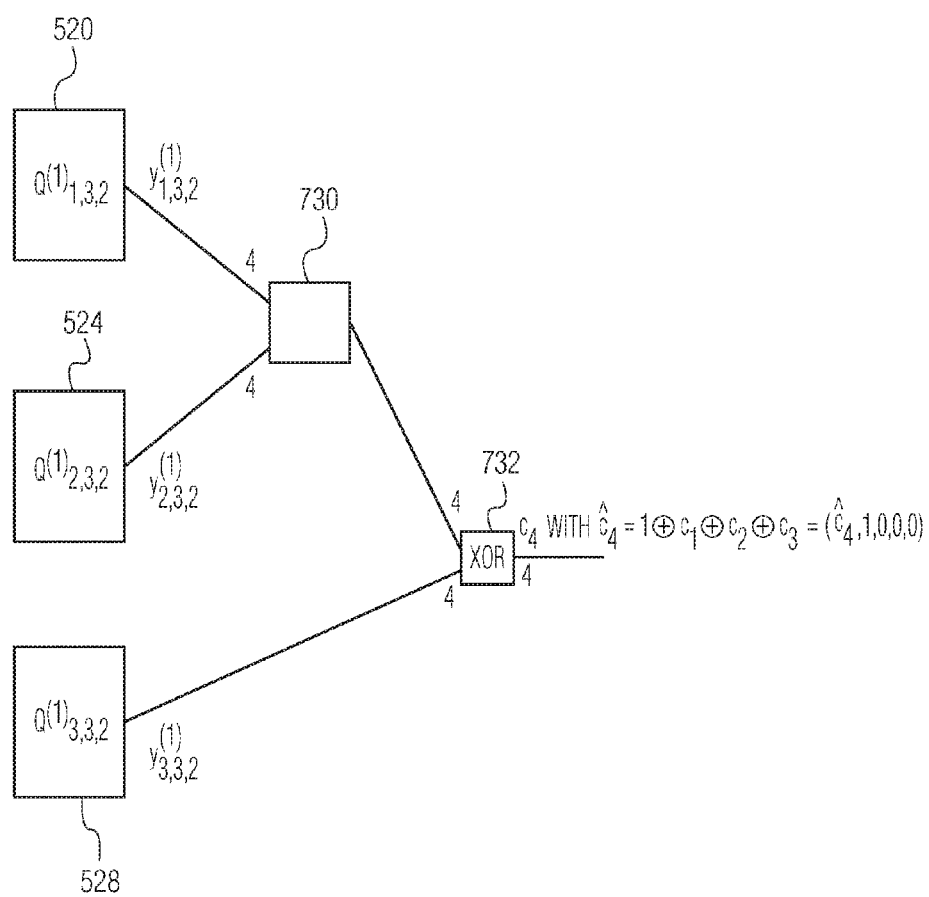 520
Q(1)1,3,2
y(1)1,3,2
730
4
524
4
Q(1)2,3,2
y(1)2,3,2
732
4
c4 WITH ĉ4 = 1⊕c1⊕c2⊕c3 = (ĉ4,1,0,0,0)
XOR
4
4
Q(1)3,3,2
y(1)3,3,2
528